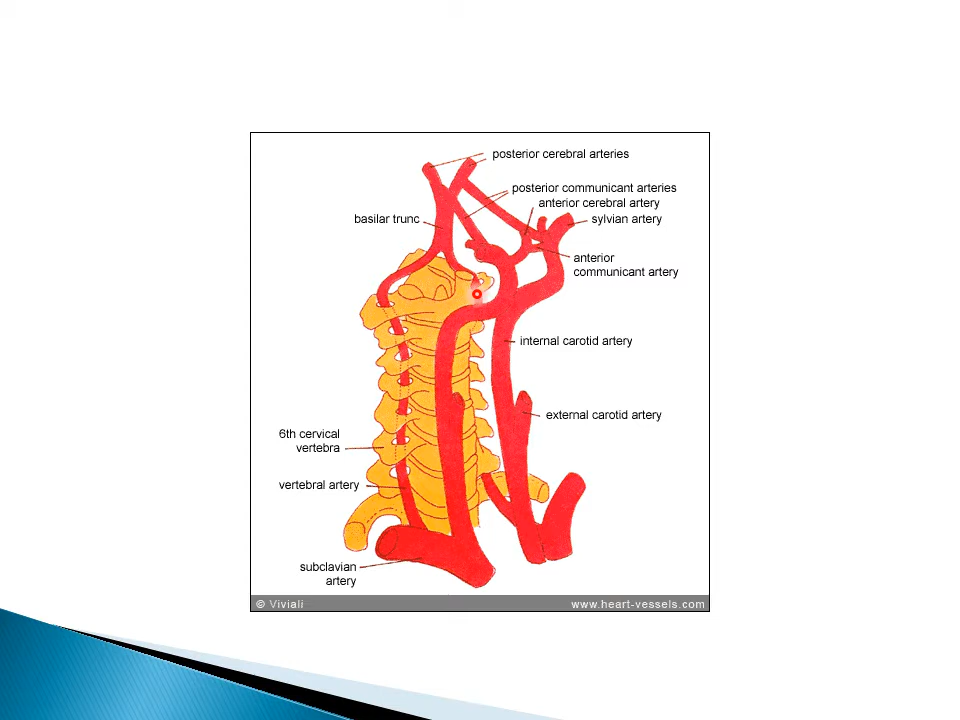 posterior cerebral arteries
posterior communicant arteries
anterior cerebral artery
basilar trunc
sylvian artery
anterior
communicant artery
internal carotid artery
external carotid artery
6th cervical
vertebra
vertebral artery
subclavian
artery
© Viviali
www.heart-vessels.com